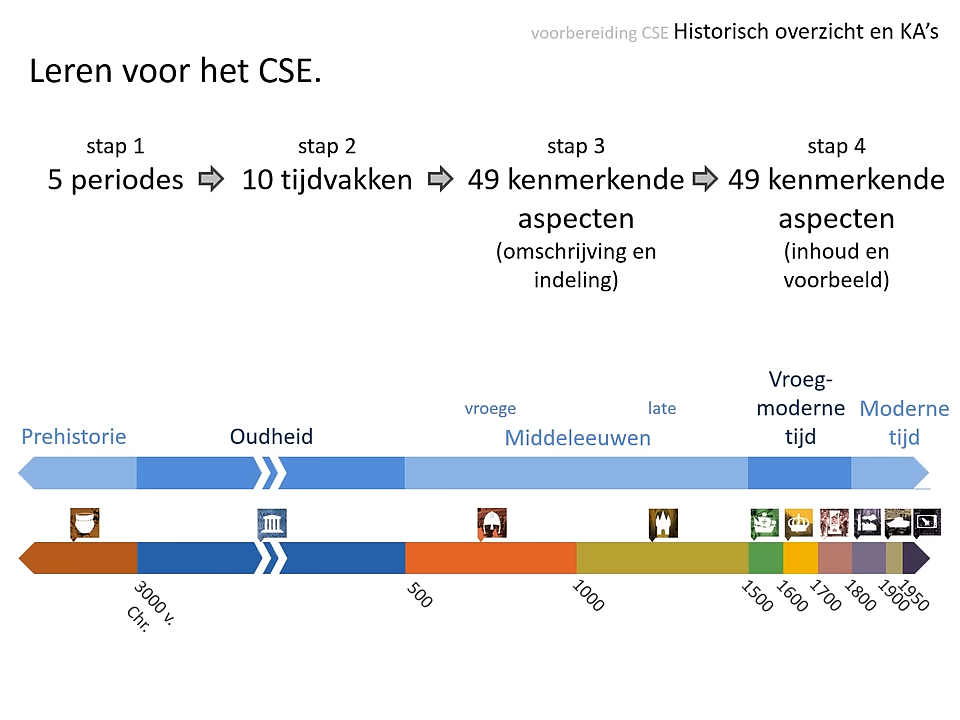 voorbereiding CSE Historisch overzicht en KA's
Leren voor het CSE.
stap 1
5 periodes
stap 2
10 tijdvakken
stap 3
49 kenmerkende
aspecten
(omschrijving en
indeling)
stap 4
49 kenmerkende
aspecten
(inhoud en
voorbeeld)
Prehistorie
Oudheid
vroege
late
Middeleeuwen
Vroeg-
moderne
tijd
Moderne
tijd
3000 v.
Chr.
500
1000
1500
1600
1700
1800
1900
1950